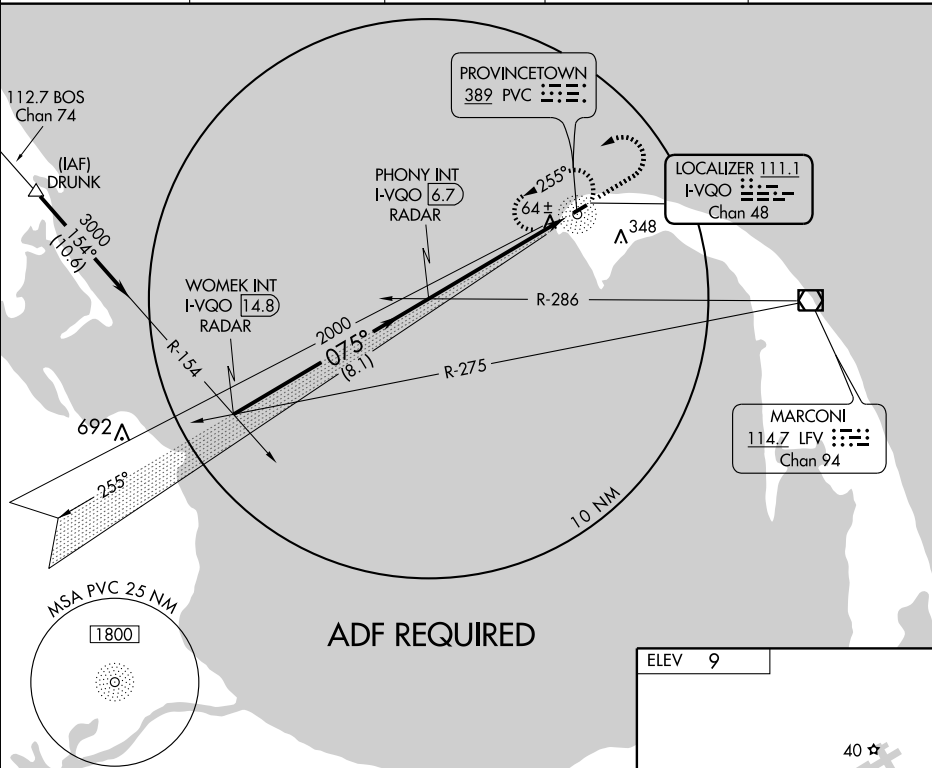 PROVINCETOWN
389 PVC
112.7 BOS
Chan 74
(IAF)
DRUNK
PHONY INT
I-VQO 6.7
RADAR
255°
64±
LOCALIZER 111.1
I-VQO
Chan 48
348
3000
154°
(10.6)
WOMEK INT
I-VQO 14.8
RADAR
R-286
2000
075°
(8.1)
R-154
R-275
692
MARCONI
114.7 LFV
Chan 94
255°
10 NM
MSA PVC 25 NM
1800
ADF REQUIRED
ELEV 9
40